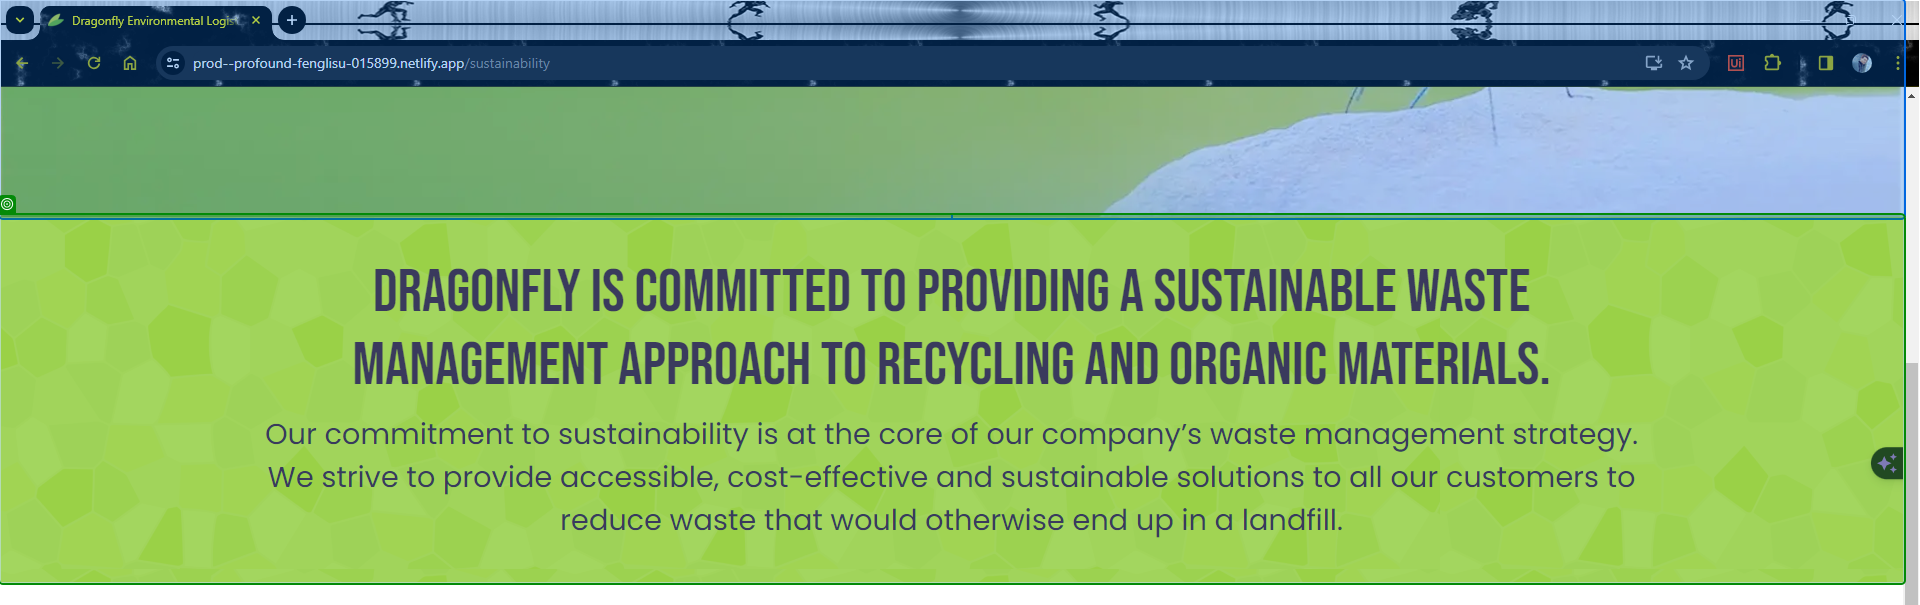 Dragonfly Environmental Logis
prod--profound-fenglisu-015899.netlify.app/sustainability
Ui
DRAGONFLY IS COMMITTED TO PROVIDING A SUSTAINABLE WASTE
MANAGEMENT APPROACH TO RECYCLING AND ORGANIC MATERIALS.
Our commitment to sustainability is at the core of our company’s waste management strategy.
We strive to provide accessible, cost-effective and sustainable solutions to all our customers to
reduce waste that would otherwise end up in a landfill.